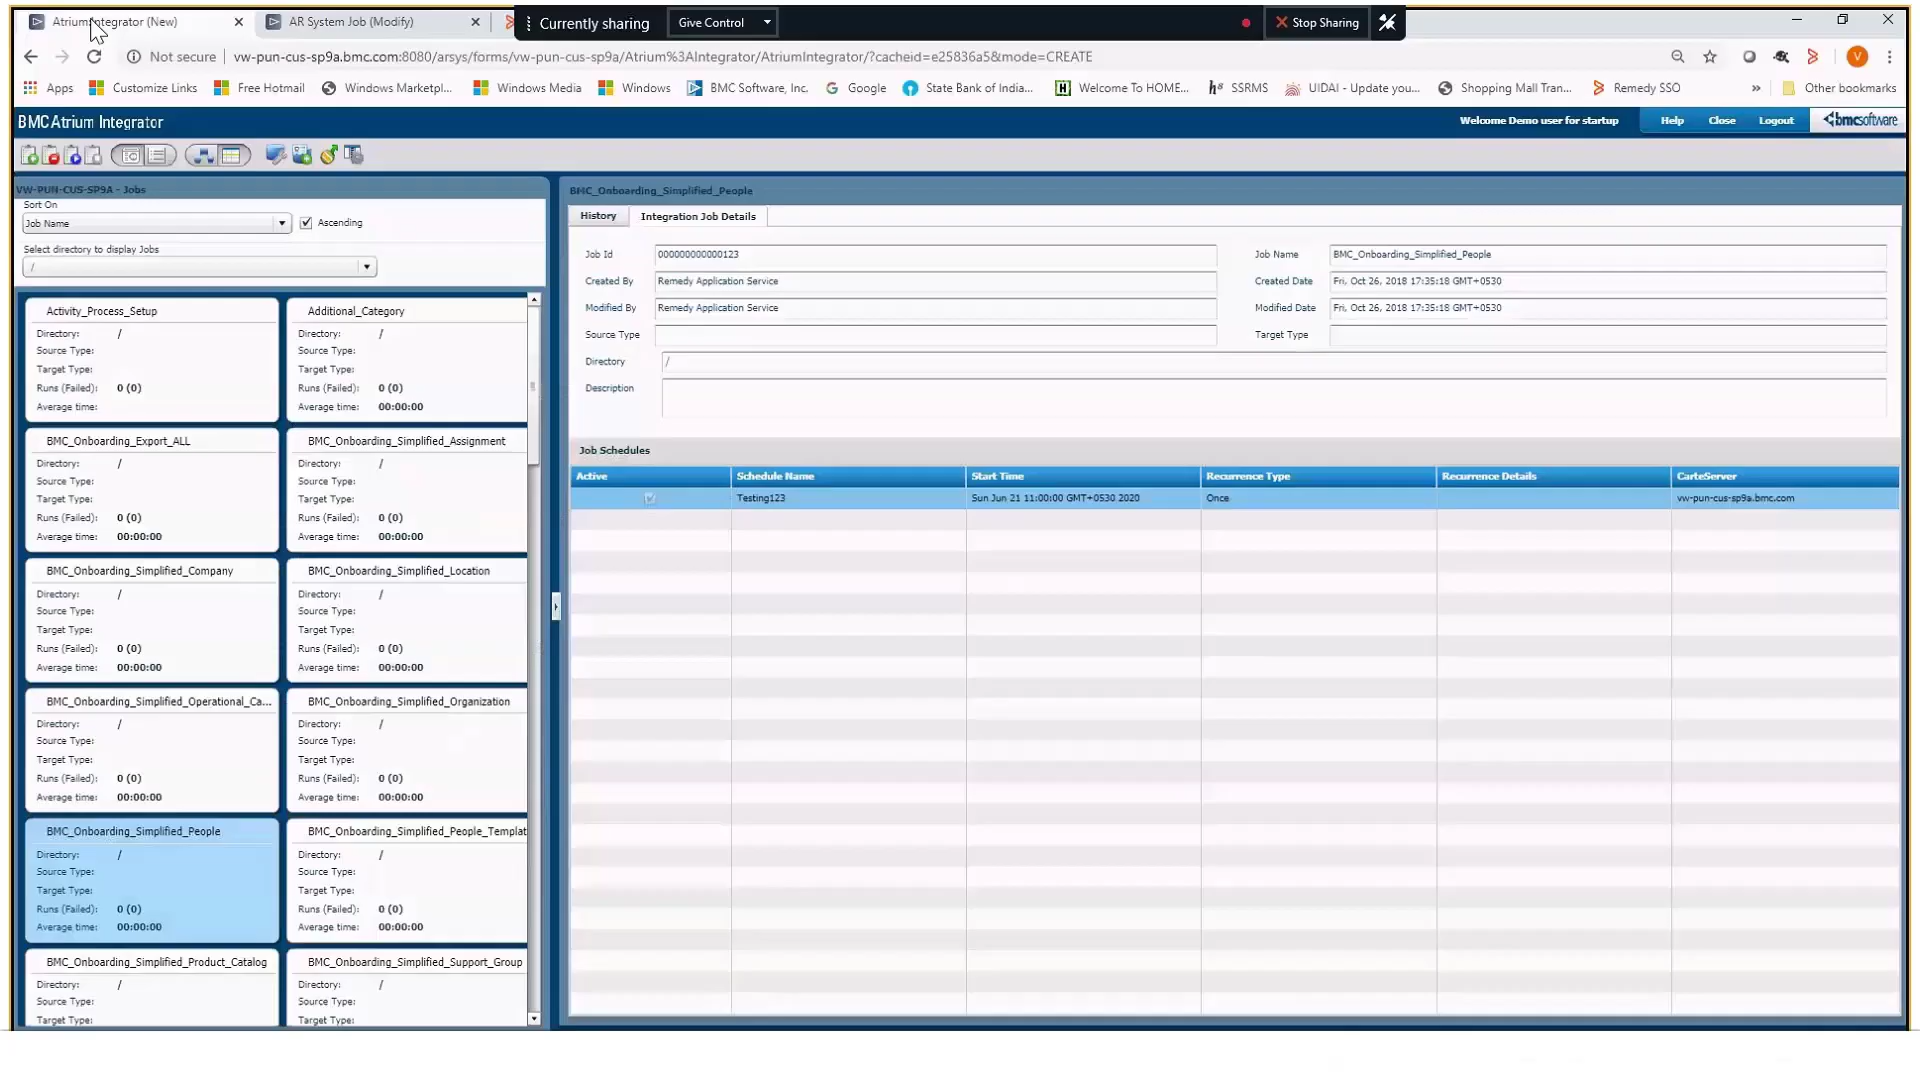 Atrium Integrator (New)
AR System Job (Modify)
Currently sharing
Give Control
Stop Sharing
Not secure
vw-pun-cus-sp9a.bmc.com:8080/arsys/forms/vw-pun-cus-sp9a/Atrium%3AIntegrator/AtriumIntegrator/?cacheid=e25836a5&mode=CREATE
Apps
Customize Links
Free Hotmail
Windows Marketpl...
Windows Media
Windows
BMC Software, Inc.
Google
State Bank of India...
Welcome To HOME...
SSRMS
UIDAI - Update you...
Shopping Mall Tran...
Remedy SSO
Other bookmarks
BMC Atrium Integrator
Welcome Demo user for startup
Help
Close
Logout
bmcsoftware
VW-PUN-CUS-SP9A - Jobs
Sort On
Job Name
Ascending
Select directory to display Jobs
/
Activity_Process_Setup
Directory: /
Source Type:
Target Type:
Runs (Failed): 0 (0)
Average time:
Additional_Category
Directory: /
Source Type:
Target Type:
Runs (Failed): 0 (0)
Average time: 00:00:00
BMC_Onboarding_Export_ALL
Directory: /
Source Type:
Target Type:
Runs (Failed): 0 (0)
Average time: 00:00:00
BMC_Onboarding_Simplified_Assignment
Directory: /
Source Type:
Target Type:
Runs (Failed): 0 (0)
Average time: 00:00:00
BMC_Onboarding_Simplified_Company
Directory: /
Source Type:
Target Type:
Runs (Failed): 0 (0)
Average time: 00:00:00
BMC_Onboarding_Simplified_Location
Directory: /
Source Type:
Target Type:
Runs (Failed): 0 (0)
Average time: 00:00:00
BMC_Onboarding_Simplified_Operational_Ca...
Directory: /
Source Type:
Target Type:
Runs (Failed): 0 (0)
Average time: 00:00:00
BMC_Onboarding_Simplified_Organization
Directory: /
Source Type:
Target Type:
Runs (Failed): 0 (0)
Average time: 00:00:00
BMC_Onboarding_Simplified_People
Directory: /
Source Type:
Target Type:
Runs (Failed): 0 (0)
Average time: 00:00:00
BMC_Onboarding_Simplified_People_Templat
Directory: /
Source Type:
Target Type:
Runs (Failed): 0 (0)
Average time: 00:00:00
BMC_Onboarding_Simplified_Product_Catalog
Directory: /
Source Type:
Target Type:
BMC_Onboarding_Simplified_Support_Group
Directory: /
Source Type:
Target Type:
BMC_Onboarding_Simplified_People
History
Integration Job Details
Job Id 000000000000123
Job Name BMC_Onboarding_Simplified_People
Created By Remedy Application Service
Created Date Fri, Oct 26, 2018 17:35:18 GMT+0530
Modified By Remedy Application Service
Modified Date Fri, Oct 26, 2018 17:35:18 GMT+0530
Source Type
Target Type
Directory /
Description
Job Schedules
Active Schedule Name Start Time Recurrence Type Recurrence Details CarteServer
Testing123 Sun Jun 21 11:00:00 GMT+0530 2020 Once vw-pun-cus-sp9a.bmc.com